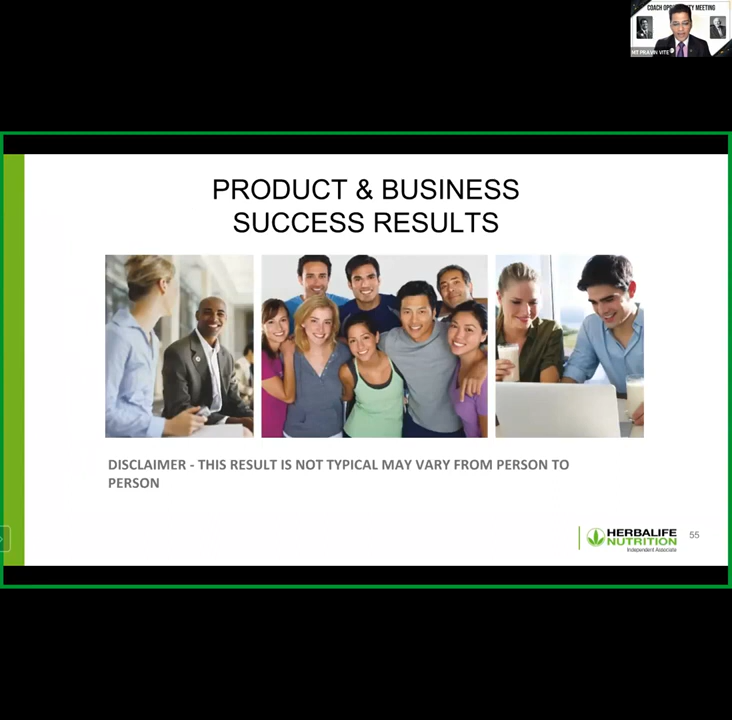 COACH OPPORTUNITY MEETING
MT PRAVIN VITE
PRODUCT & BUSINESS
SUCCESS RESULTS
DISCLAIMER - THIS RESULT IS NOT TYPICAL MAY VARY FROM PERSON TO
PERSON
HERBALIFE
NUTRITION
Independent Associate
55